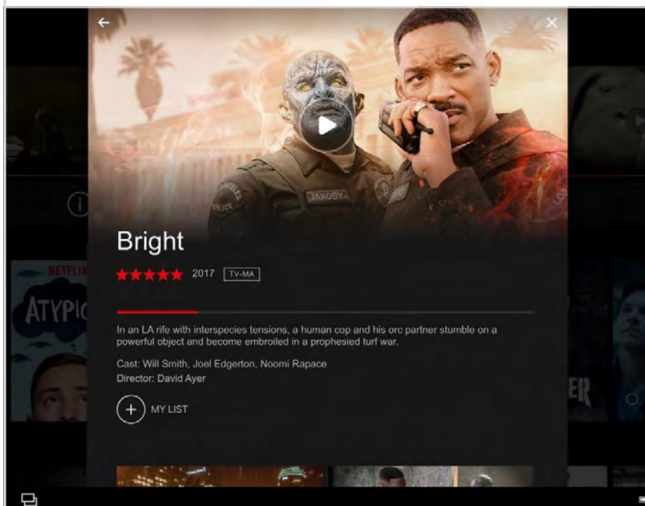 JAKOBY
POLICE
Bright
2017 TV-MA
NETFLIX
ATYPIC
In an LA rife with interspecies tensions, a human cop and his orc partner stumble on a
powerful object and become embroiled in a prophesied turf war.
Cast: Will Smith, Joel Edgerton, Noomi Rapace
Director: David Ayer
ER
+ MY LIST